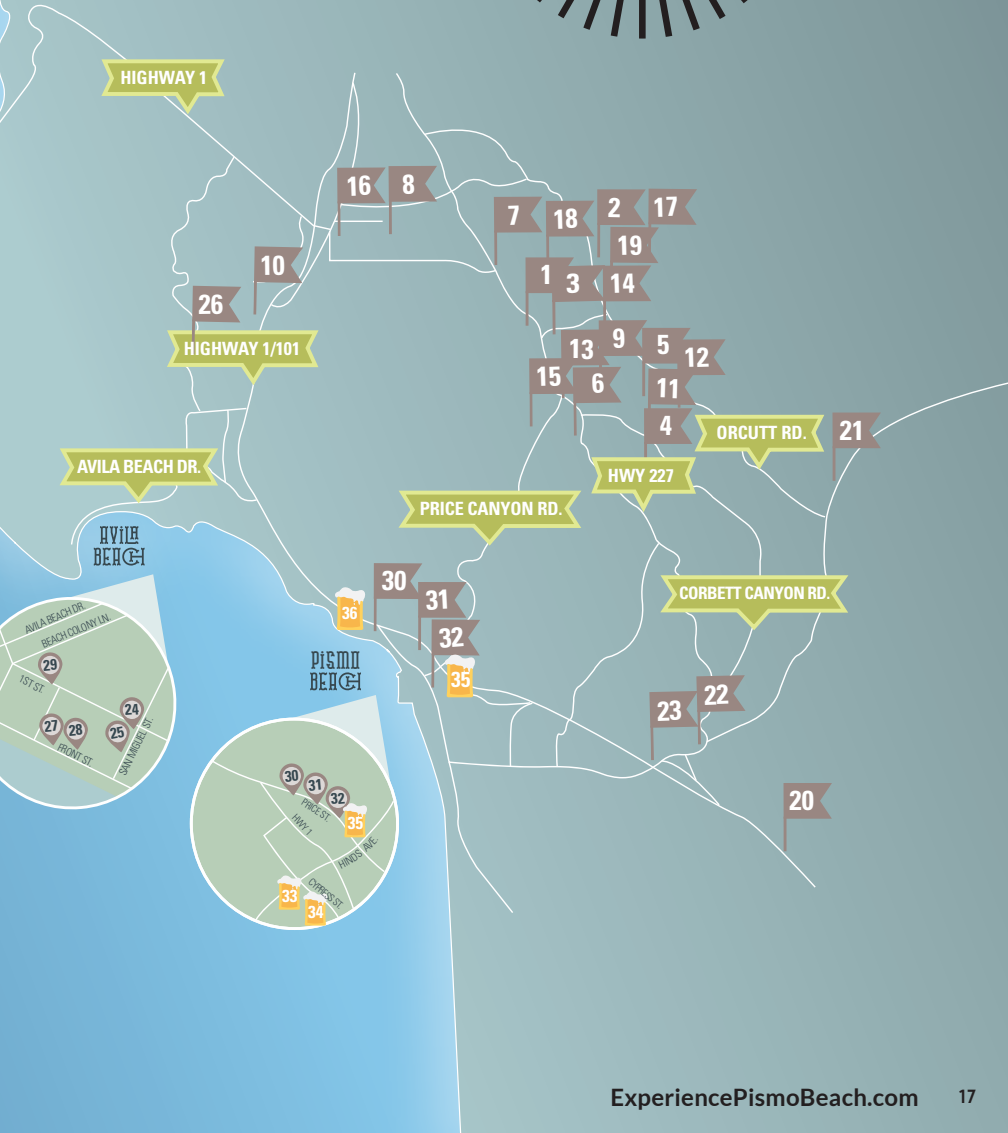 HIGHWAY 1
16
8
7
18
2
17
19
10
1
3
14
26
HIGHWAY 1/101
13
9
5
12
15
6
11
4
ORCUTT RD.
21
AVILA BEACH DR.
HWY 227
PRICE CANYON RD.
AVILA
BEACH
30
31
36
CORBETT CANYON RD.
32
PISMO
BEACH
35
AVILA BEACH DR.
BEACH COLONY LN.
29
1ST ST.
24
27
28
25
FRONT ST.
SAN MIGUEL ST.
23
22
30
31
32
PRICE ST.
35
HWY 1
HINDS AVE.
CYPRESS ST.
33
34
20
ExperiencePismoBeach.com 17